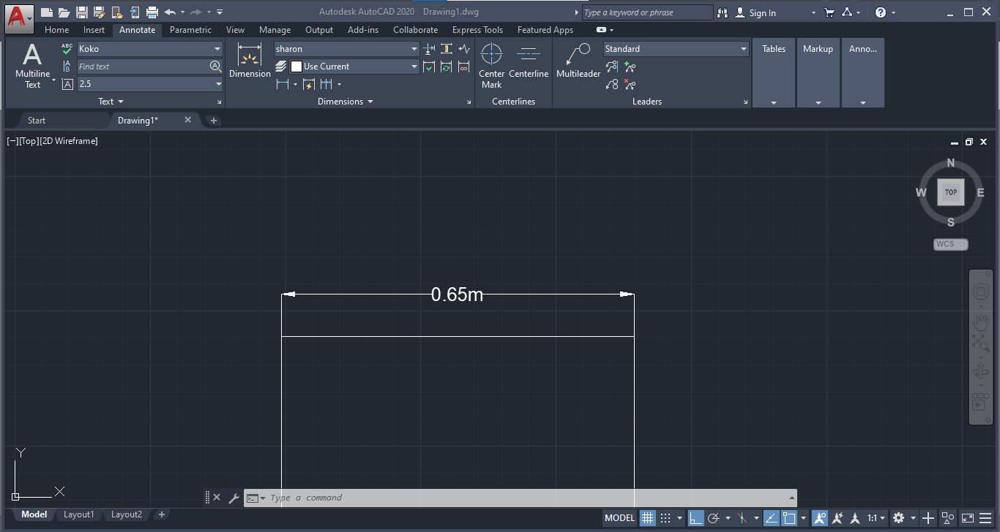 Autodesk AutoCAD 2020 Drawing1.dwg
Type a keyword or phrase
Sign In
Home Insert Annotate Parametric View Manage Output Add-ins Collaborate Express Tools Featured Apps
A
Multiline
Text
ABC
Koko
A
B
Find text
A
2.5
Text
Dimension
sharon
Use Current
Dimensions
Center
Mark
Centerline
Centerlines
Multileader
Standard
Leaders
Tables
Markup
Anno...
Start
Drawing1*
[−][Top][2D Wireframe]
N
W
TOP
E
S
WCS
0.65m
Y
X
Type a command
Model Layout1 Layout2
MODEL
1:1